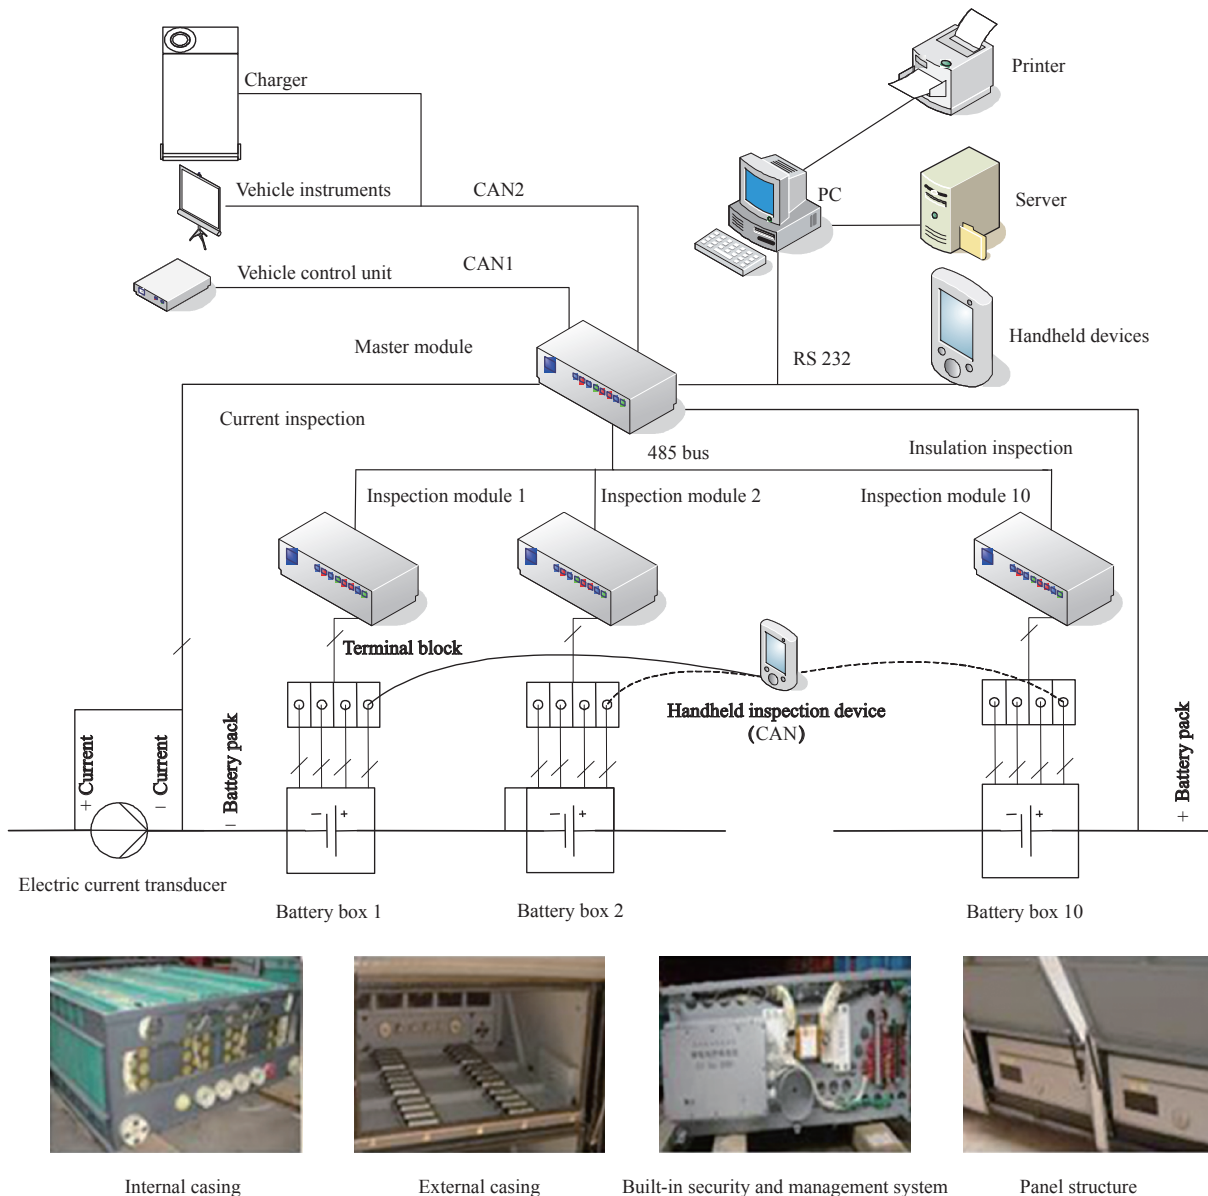 Charger
Printer
Vehicle instruments
CAN2
PC
Server
Vehicle control unit
CAN1
Master module
Handheld devices
RS 232
Current inspection
485 bus
Insulation inspection
Inspection module 1
Inspection module 2
Inspection module 10
Terminal block
Handheld inspection device
(CAN)
+ Current
− Current
− Battery pack
+ Battery pack
− +
− +
− +
Electric current transducer
Battery box 1
Battery box 2
Battery box 10
Internal casing
External casing
Built-in security and management system
Panel structure